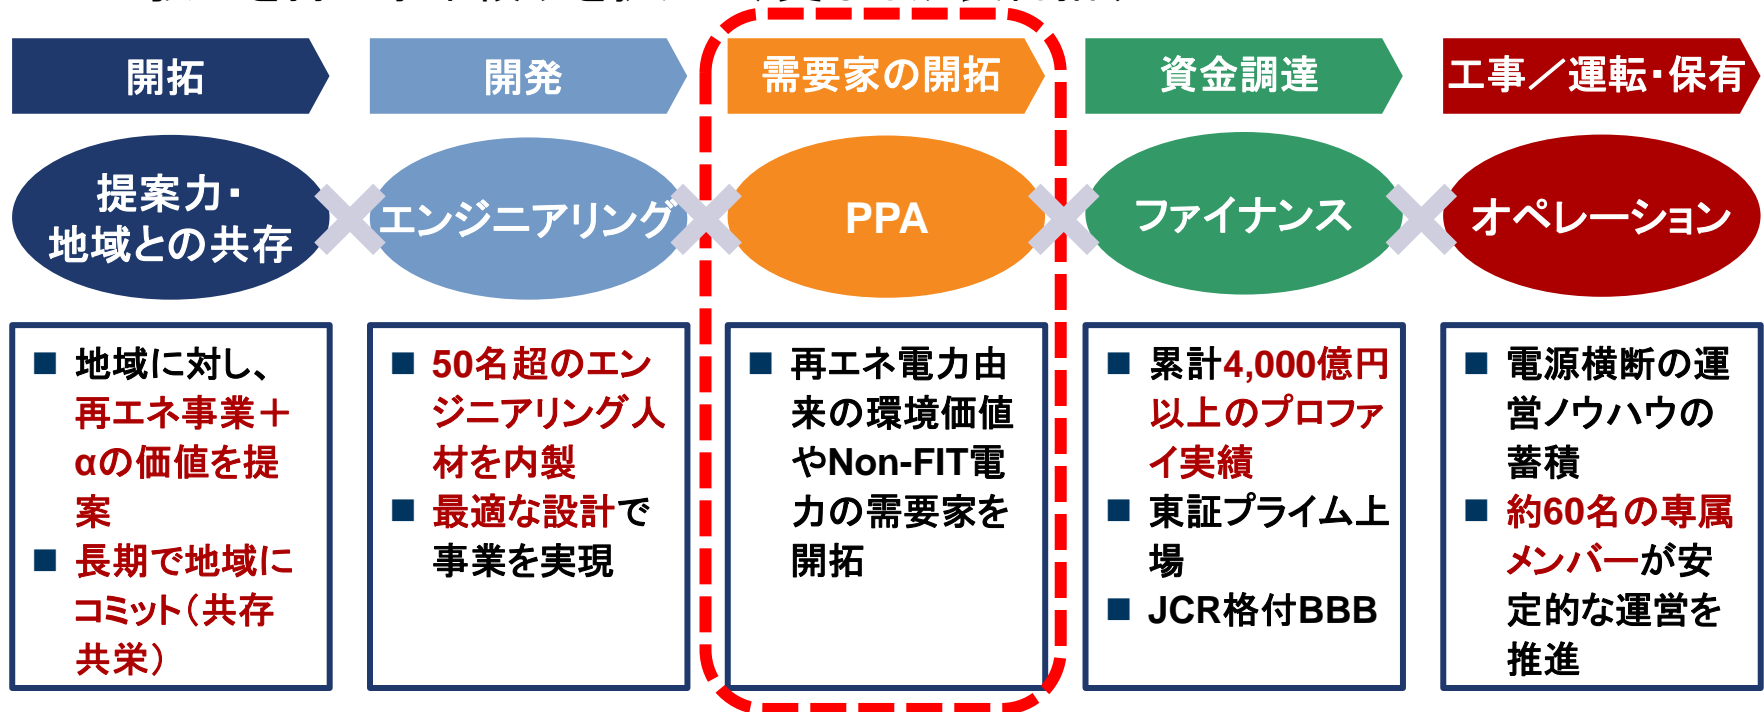 開拓
開発
需要家の開拓
資金調達
工事／運転・保有
提案力・
地域との共存
エンジニアリング
PPA
ファイナンス
オペレーション
■ 地域に対し、
再エネ事業＋
αの価値を提
案
■ 長期で地域に
コミット（共存
共栄）
■ 50名超のエン
ジニアリング人
材を内製
■ 最適な設計で
事業を実現
■ 再エネ電力由
来の環境価値
やNon-FIT電
力の需要家を
開拓
■ 累計4,000億円
以上のプロファ
イ実績
■ 東証プライム上
場
■ JCR格付BBB
■ 電源横断の運
営ノウハウの
蓄積
■ 約60名の専属
メンバーが安
定的な運営を
推進